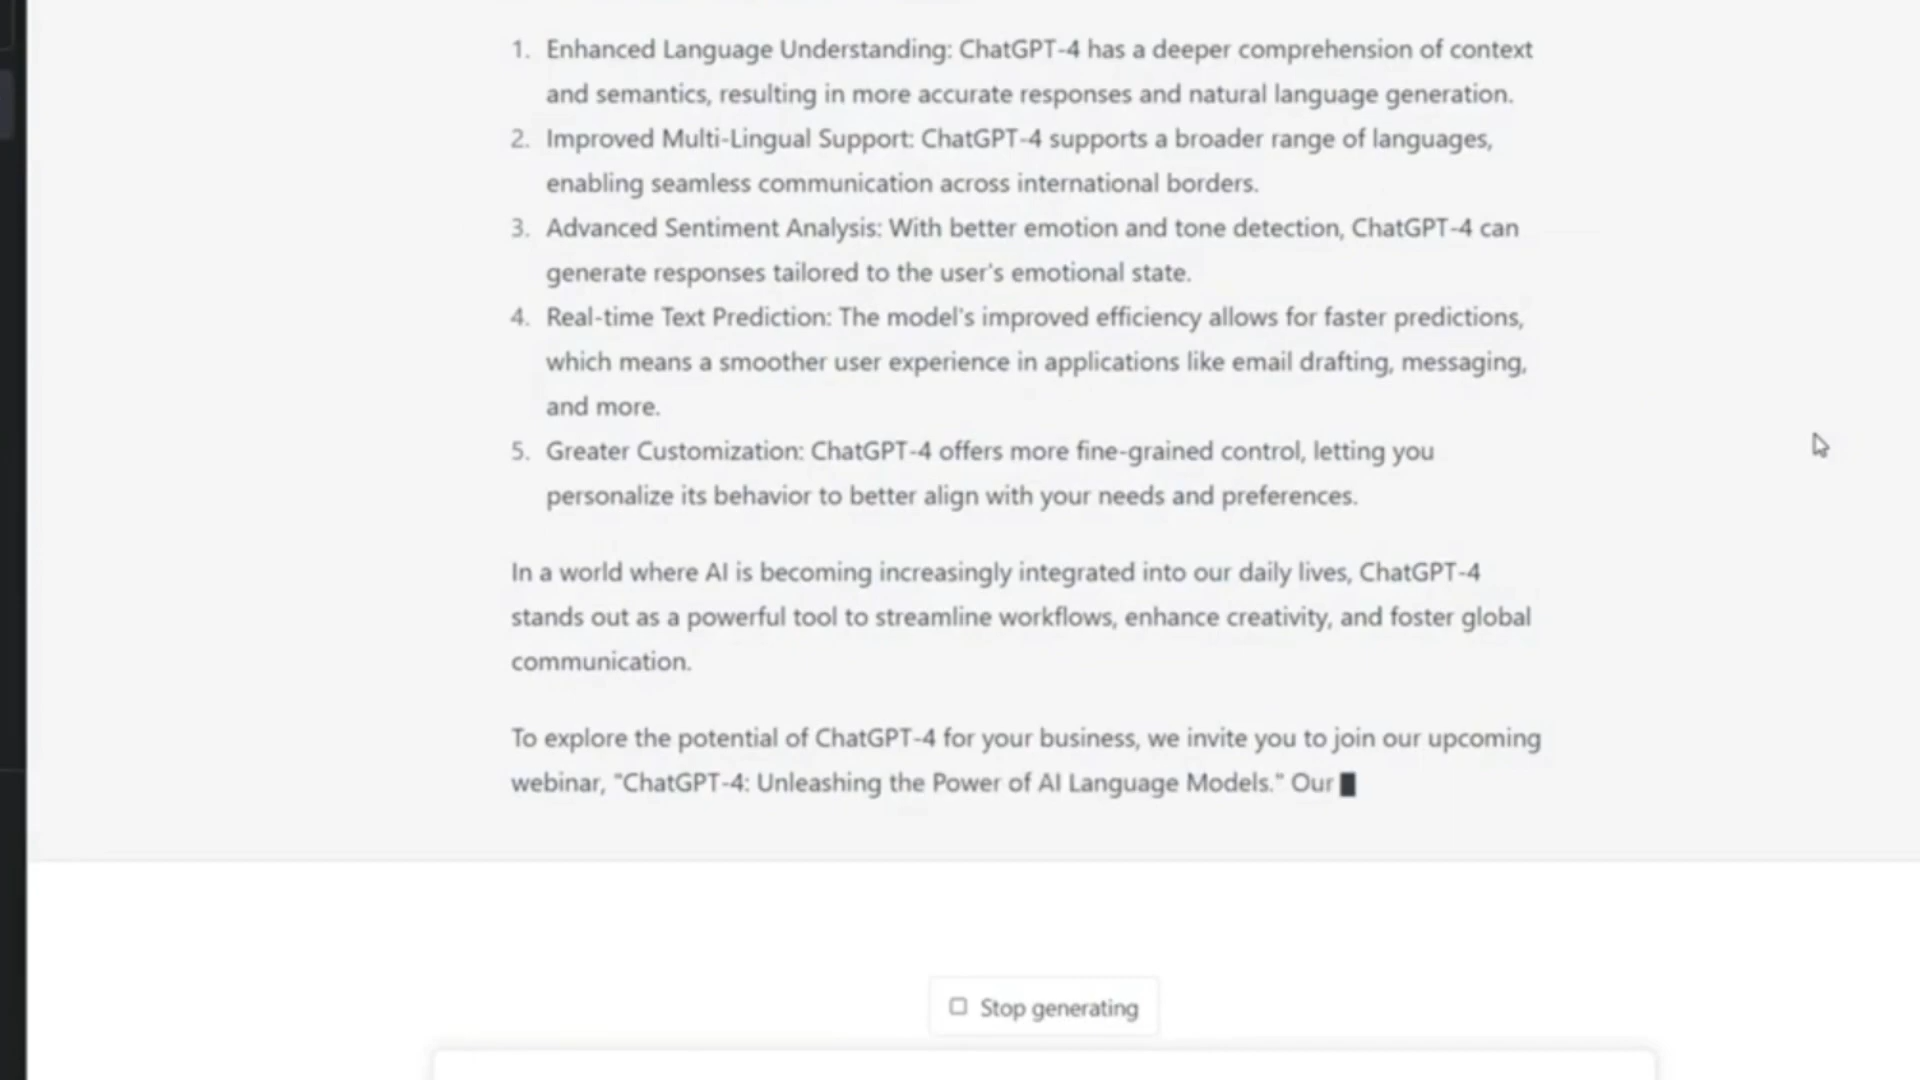 1. Enhanced Language Understanding: ChatGPT-4 has a deeper comprehension of context
and semantics, resulting in more accurate responses and natural language generation.
2. Improved Multi-Lingual Support: ChatGPT-4 supports a broader range of languages,
enabling seamless communication across international borders.
3. Advanced Sentiment Analysis: With better emotion and tone detection, ChatGPT-4 can
generate responses tailored to the user's emotional state.
4. Real-time Text Prediction: The model's improved efficiency allows for faster predictions,
which means a smoother user experience in applications like email drafting, messaging,
and more.
5. Greater Customization: ChatGPT-4 offers more fine-grained control, letting you
personalize its behavior to better align with your needs and preferences.
In a world where AI is becoming increasingly integrated into our daily lives, ChatGPT-4
stands out as a powerful tool to streamline workflows, enhance creativity, and foster global
communication.
To explore the potential of ChatGPT-4 for your business, we invite you to join our upcoming
webinar, "ChatGPT-4: Unleashing the Power of AI Language Models." Our
Stop generating